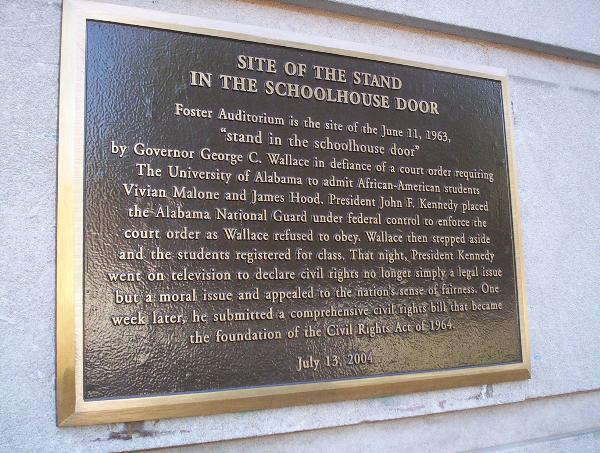 SITE OF THE STAND
IN THE SCHOOLHOUSE DOOR
Foster Auditorium is the site of the June 11, 1963,
"stand in the schoolhouse door"
by Governor George C. Wallace in defiance of a court order requiring
The University of Alabama to admit African-American students
Vivian Malone and James Hood. President John F. Kennedy placed
the Alabama National Guard under federal control to enforce the
court order as Wallace refused to obey. Wallace then stepped aside
and the students registered for class. That night, President Kennedy
went on television to declare civil rights no longer simply a legal issue
but a moral issue and appealed to the nation's sense of fairness. One
week later, he submitted a comprehensive civil rights bill that became
the foundation of the Civil Rights Act of 1964.
July 13, 2004